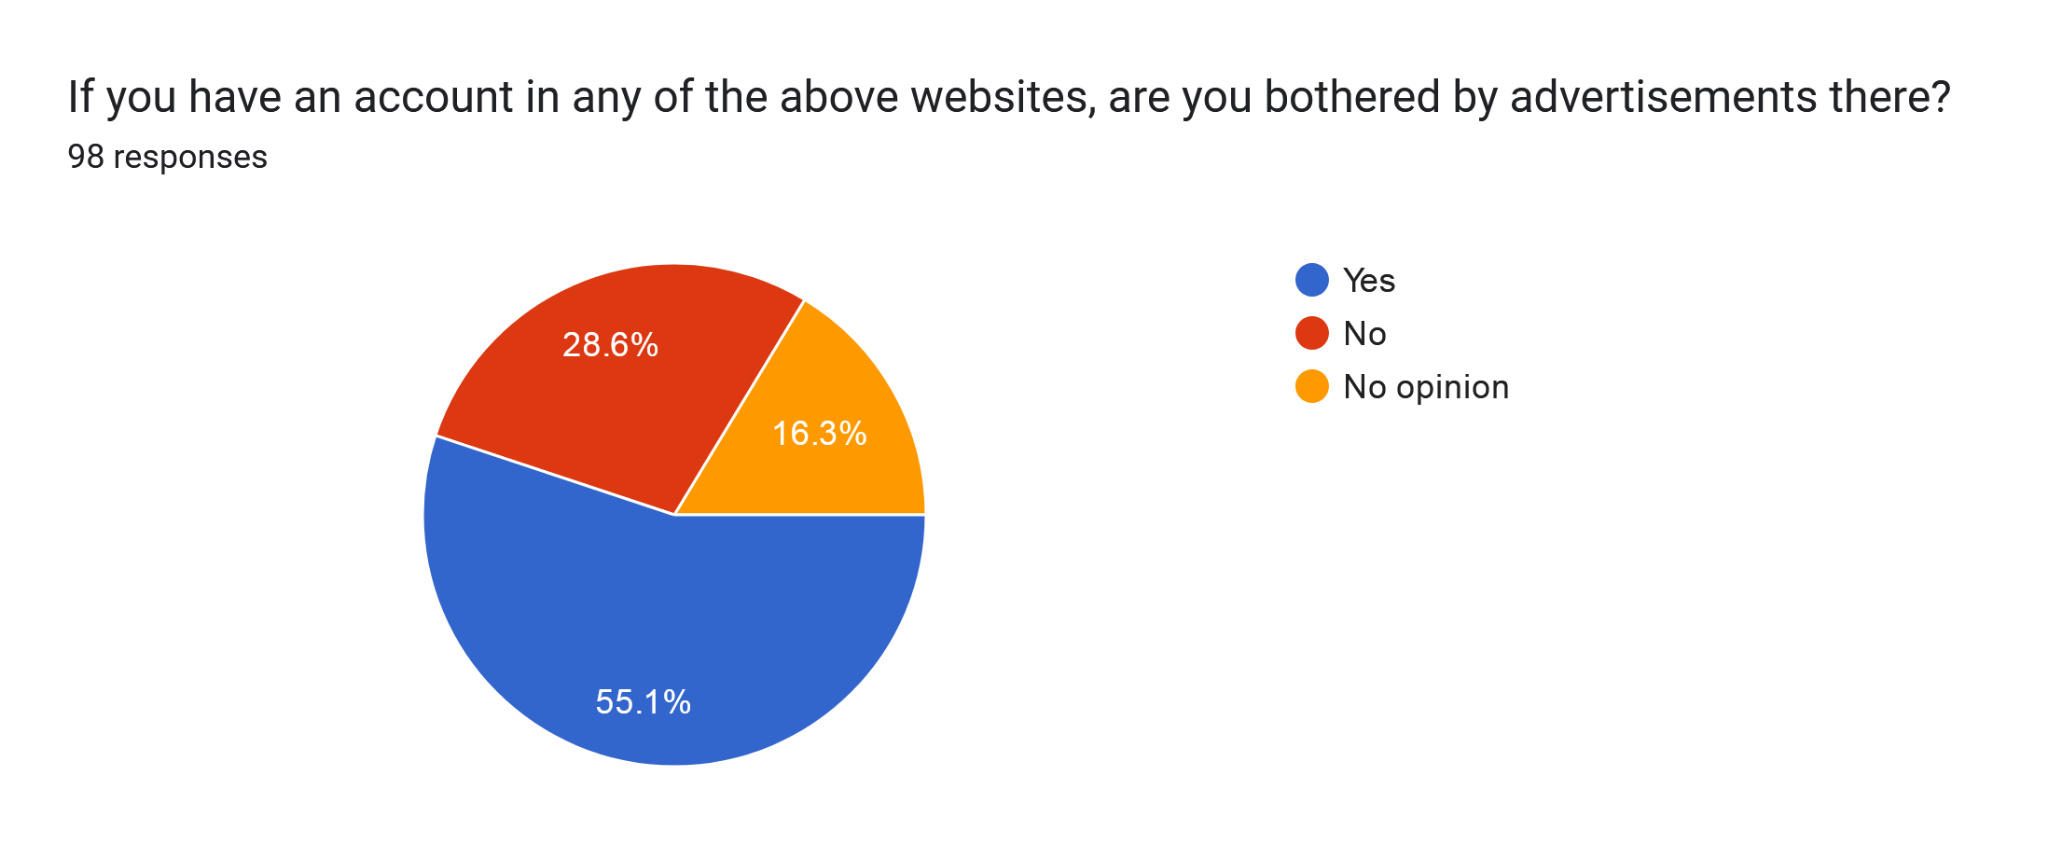 If you have an account in any of the above websites, are you bothered by advertisements there?
98 responses
Yes
No
No opinion
28.6%
16.3%
55.1%